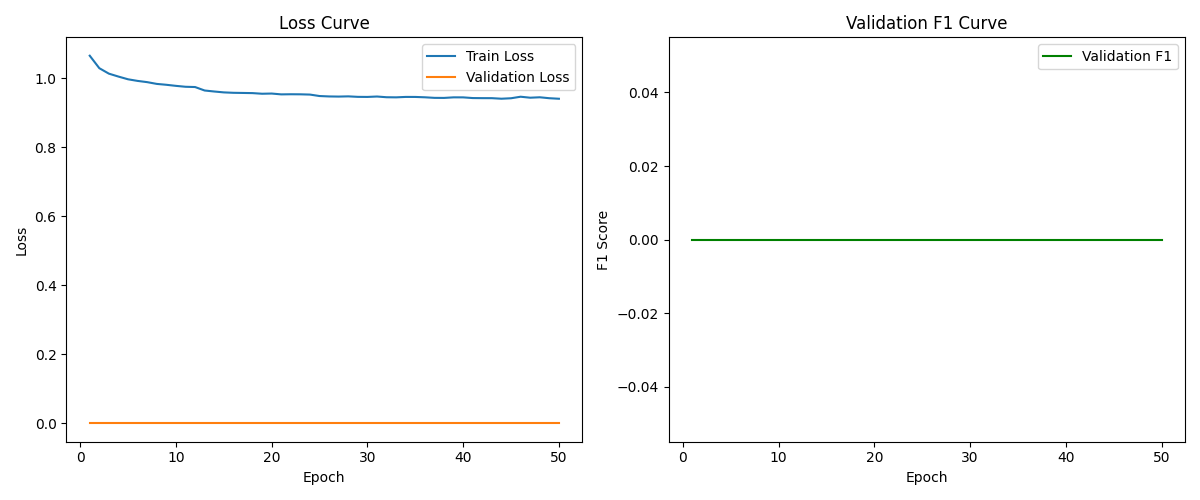 Loss Curve
Train Loss
Validation Loss
1.0
0.8
0.6
0.4
0.2
0.0
Loss
0
10
20
30
40
50
Epoch
Validation F1 Curve
Validation F1
0.04
0.02
0.00
−0.02
−0.04
F1 Score
0
10
20
30
40
50
Epoch